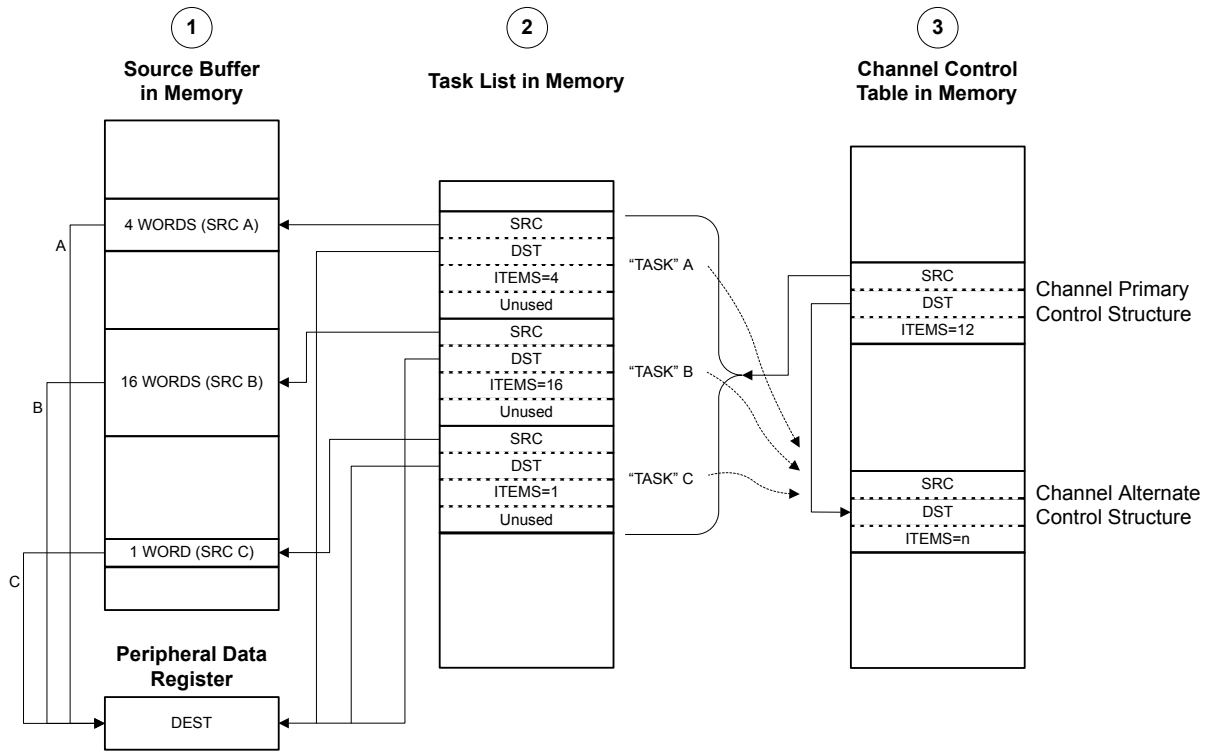 1
Source Buffer
in Memory
4 WORDS (SRC A)
16 WORDS (SRC B)
1 WORD (SRC C)
A
B
C
Peripheral Data
Register
DEST
2
Task List in Memory
SRC
DST
ITEMS=4
Unused
SRC
DST
ITEMS=16
Unused
SRC
DST
ITEMS=1
Unused
“TASK” A
“TASK” B
“TASK” C
3
Channel Control
Table in Memory
SRC
DST
ITEMS=12
Channel Primary
Control Structure
SRC
DST
ITEMS=n
Channel Alternate
Control Structure